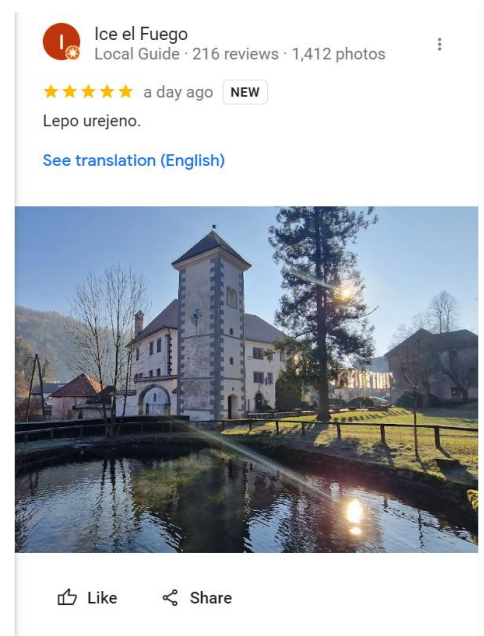 I
Ice el Fuego
Local Guide · 216 reviews · 1,412 photos
a day ago NEW
Lepo urejeno.
See translation (English)
Like Share